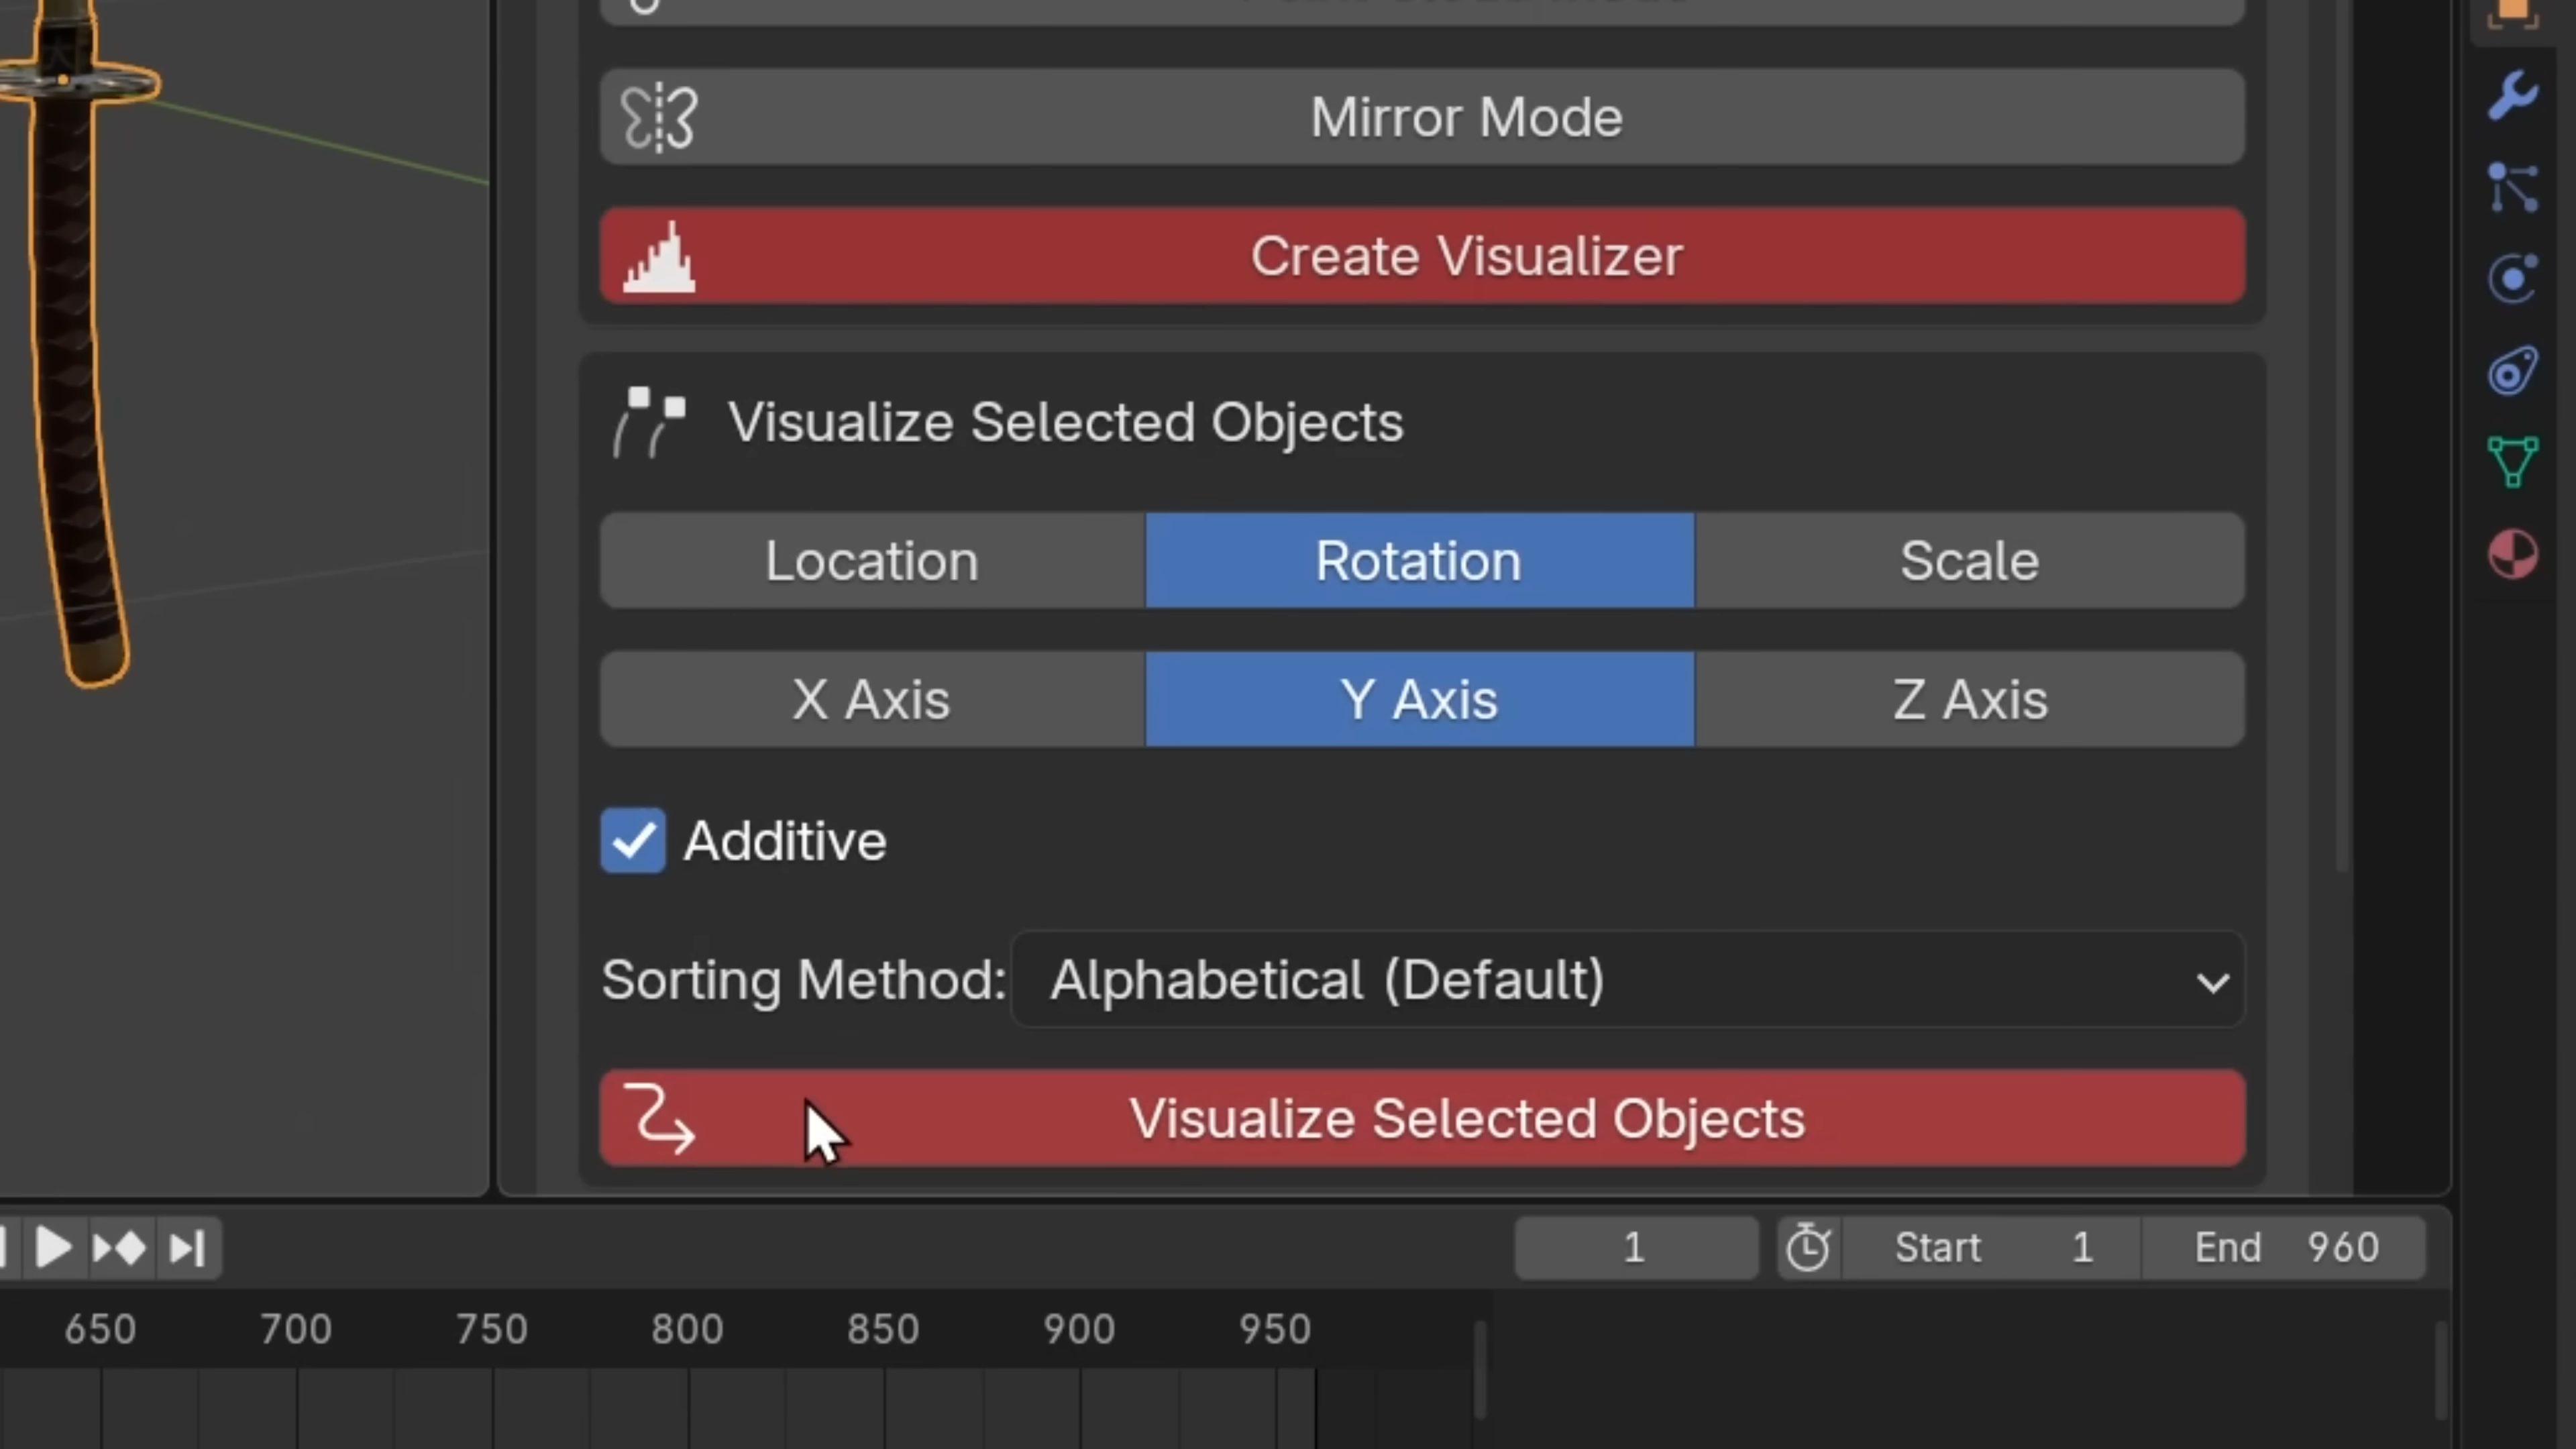 Mirror Mode
Create Visualizer
Visualize Selected Objects
Location Rotation Scale
X Axis Y Axis Z Axis
Additive
Sorting Method: Alphabetical (Default)
Visualize Selected Objects
1 Start 1 End 960
650 700 750 800 850 900 950